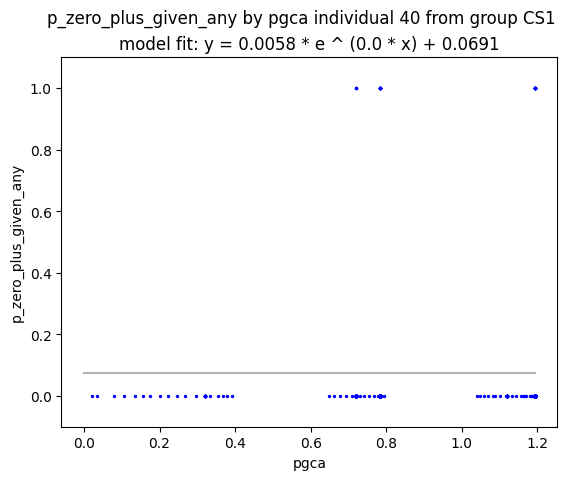 p_zero_plus_given_any by pgca individual 40 from group CS1
model fit: y = 0.0058 * e ^ (0.0 * x) + 0.0691
1.0
0.8
0.6
0.4
0.2
0.0
p_zero_plus_given_any
0.0 0.2 0.4 0.6 0.8 1.0 1.2
pgca